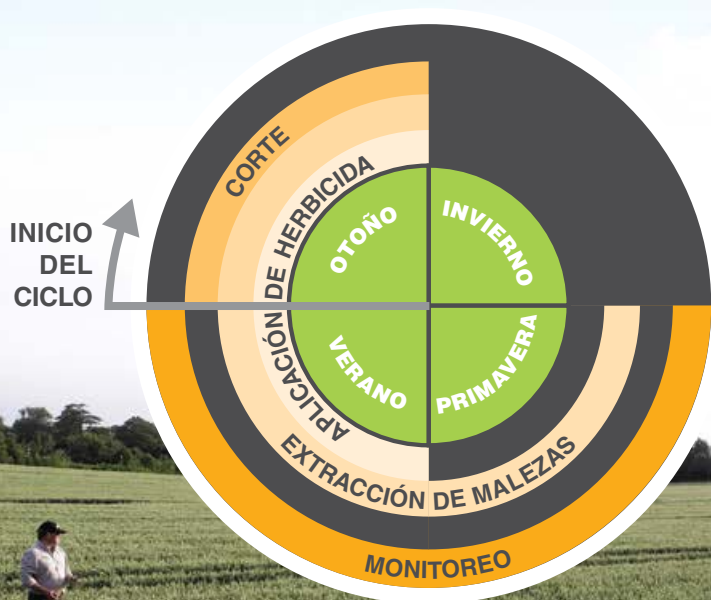 CORTE
APLICACIÓN DE HERBICIDA
OTOÑO
INVIERNO
INICIO
DEL
CICLO
VERANO
PRIMAVERA
EXTRACCIÓN DE MALEZAS
MONITOREO